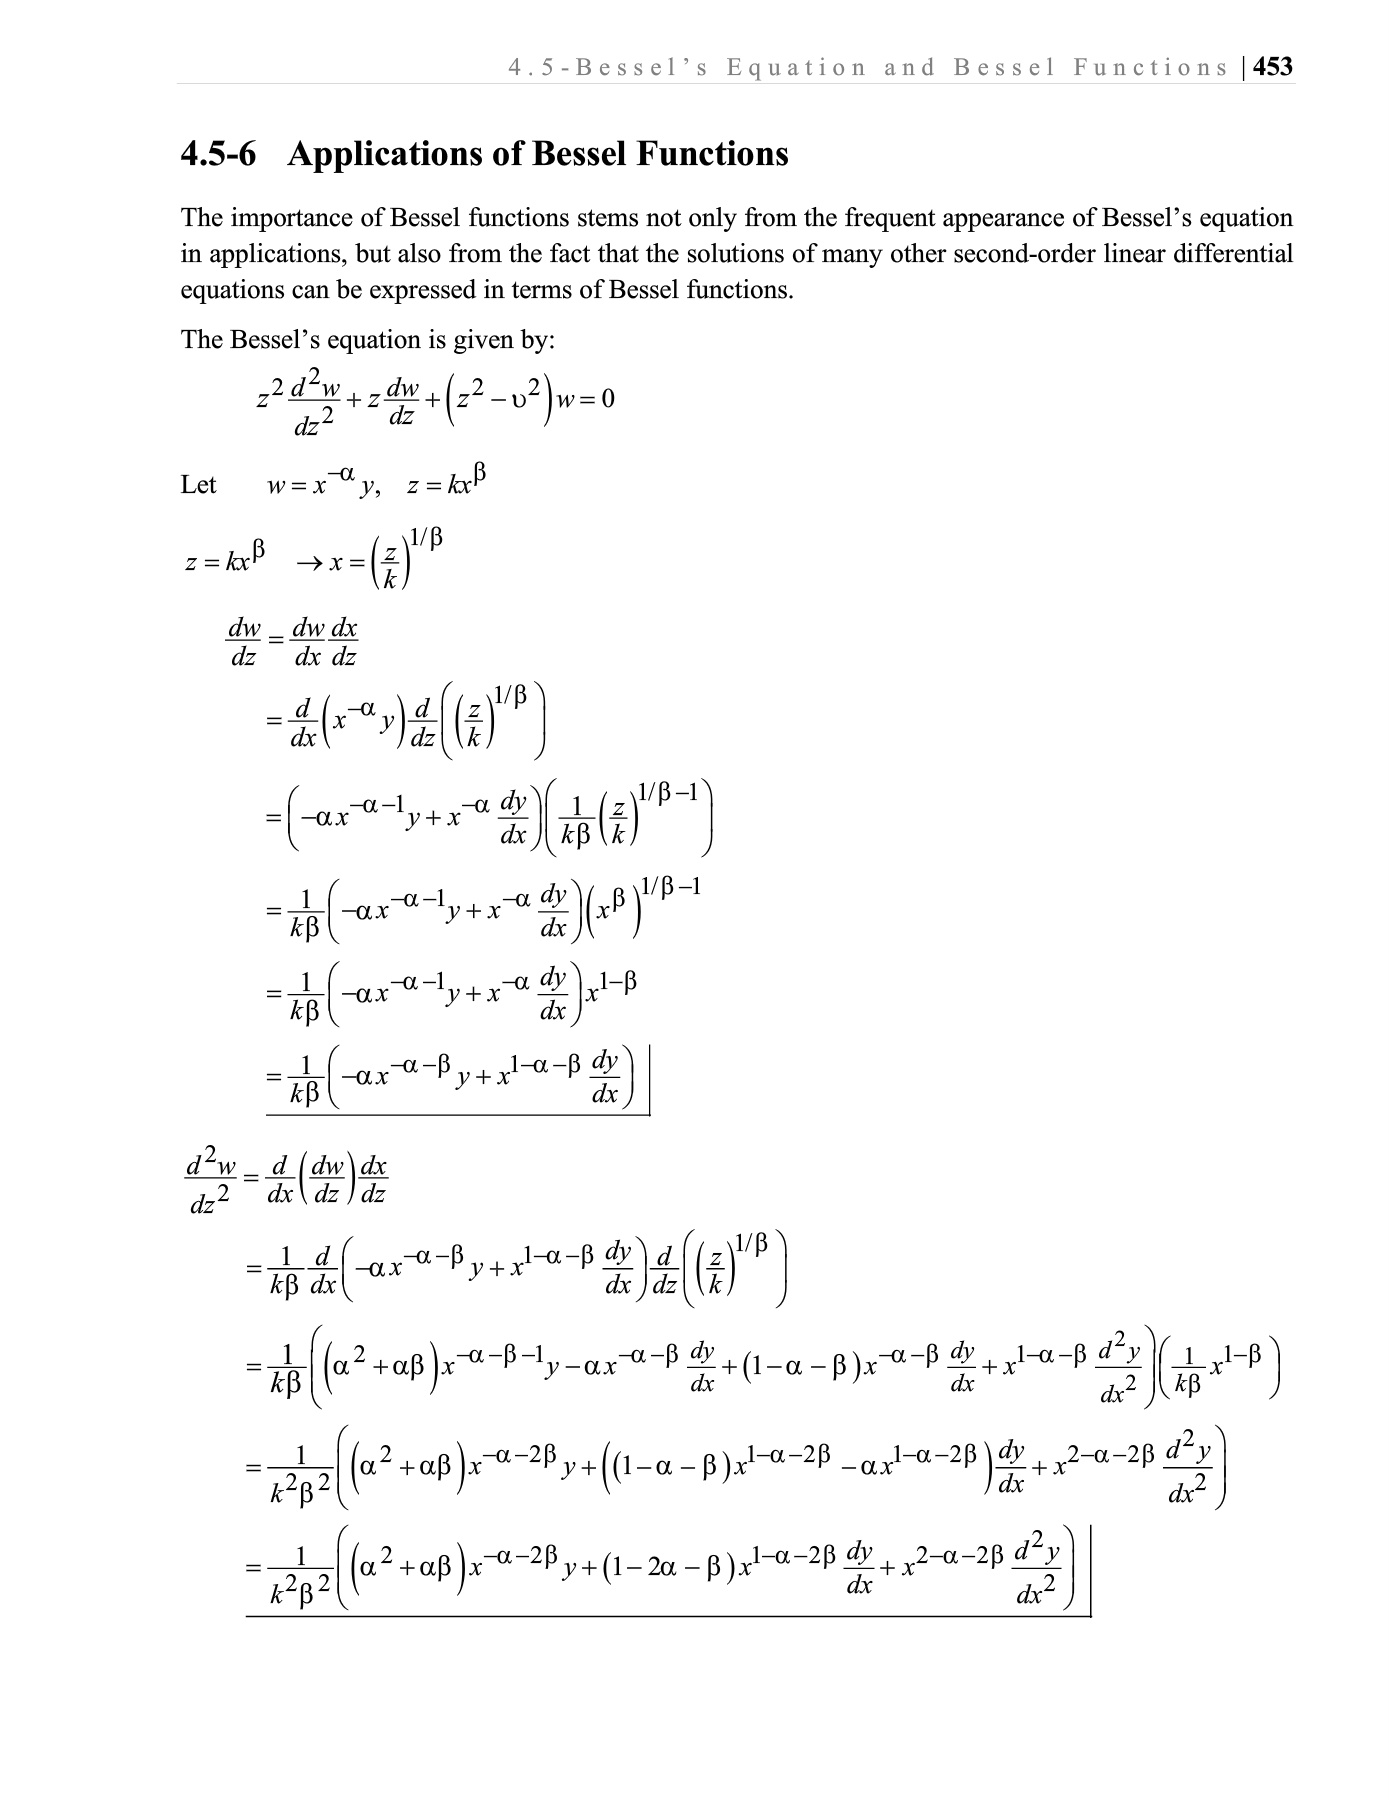 4.5-Bessel's Equation and Bessel Functions | 453
4.5-6 Applications of Bessel Functions
The importance of Bessel functions stems not only from the frequent appearance of Bessel's equation
in applications, but also from the fact that the solutions of many other second-order linear differential
equations can be expressed in terms of Bessel functions.
The Bessel's equation is given by:
$z^2 \frac{d^2w}{dz^2} + z\frac{dw}{dz} + \left(z^2 - \upsilon^2\right)w = 0$
Let $w = x^{-\alpha} y, \quad z = kx^{\beta}$
$z = kx^{\beta} \quad \rightarrow x = \left(\frac{z}{k}\right)^{1/\beta}$
$\frac{dw}{dz} = \frac{dw}{dx}\frac{dx}{dz}$
$= \frac{d}{dx}\left(x^{-\alpha} y\right)\frac{d}{dz}\left(\left(\frac{z}{k}\right)^{1/\beta}\right)$
$= \left(-\alpha x^{-\alpha-1} y + x^{-\alpha}\frac{dy}{dx}\right)\left(\frac{1}{k\beta}\left(\frac{z}{k}\right)^{1/\beta-1}\right)$
$= \frac{1}{k\beta}\left(-\alpha x^{-\alpha-1} y + x^{-\alpha}\frac{dy}{dx}\right)\left(x^{\beta}\right)^{1/\beta-1}$
$= \frac{1}{k\beta}\left(-\alpha x^{-\alpha-1} y + x^{-\alpha}\frac{dy}{dx}\right)x^{1-\beta}$
$= \frac{1}{k\beta}\left(-\alpha x^{-\alpha-\beta} y + x^{1-\alpha-\beta}\frac{dy}{dx}\right)$
$\frac{d^2w}{dz^2} = \frac{d}{dx}\left(\frac{dw}{dz}\right)\frac{dx}{dz}$
$= \frac{1}{k\beta}\frac{d}{dx}\left(-\alpha x^{-\alpha-\beta} y + x^{1-\alpha-\beta}\frac{dy}{dx}\right)\frac{d}{dz}\left(\left(\frac{z}{k}\right)^{1/\beta}\right)$
$= \frac{1}{k\beta}\left(\left(\alpha^2 + \alpha\beta\right)x^{-\alpha-\beta-1} y - \alpha x^{-\alpha-\beta}\frac{dy}{dx} + (1-\alpha-\beta)x^{-\alpha-\beta}\frac{dy}{dx} + x^{1-\alpha-\beta}\frac{d^2y}{dx^2}\right)\left(\frac{1}{k\beta}x^{1-\beta}\right)$
$= \frac{1}{k^2\beta^2}\left(\left(\alpha^2 + \alpha\beta\right)x^{-\alpha-2\beta} y + \left((1-\alpha-\beta)x^{1-\alpha-2\beta} - \alpha x^{1-\alpha-2\beta}\right)\frac{dy}{dx} + x^{2-\alpha-2\beta}\frac{d^2y}{dx^2}\right)$
$= \frac{1}{k^2\beta^2}\left(\left(\alpha^2 + \alpha\beta\right)x^{-\alpha-2\beta} y + (1-2\alpha-\beta)x^{1-\alpha-2\beta}\frac{dy}{dx} + x^{2-\alpha-2\beta}\frac{d^2y}{dx^2}\right)$